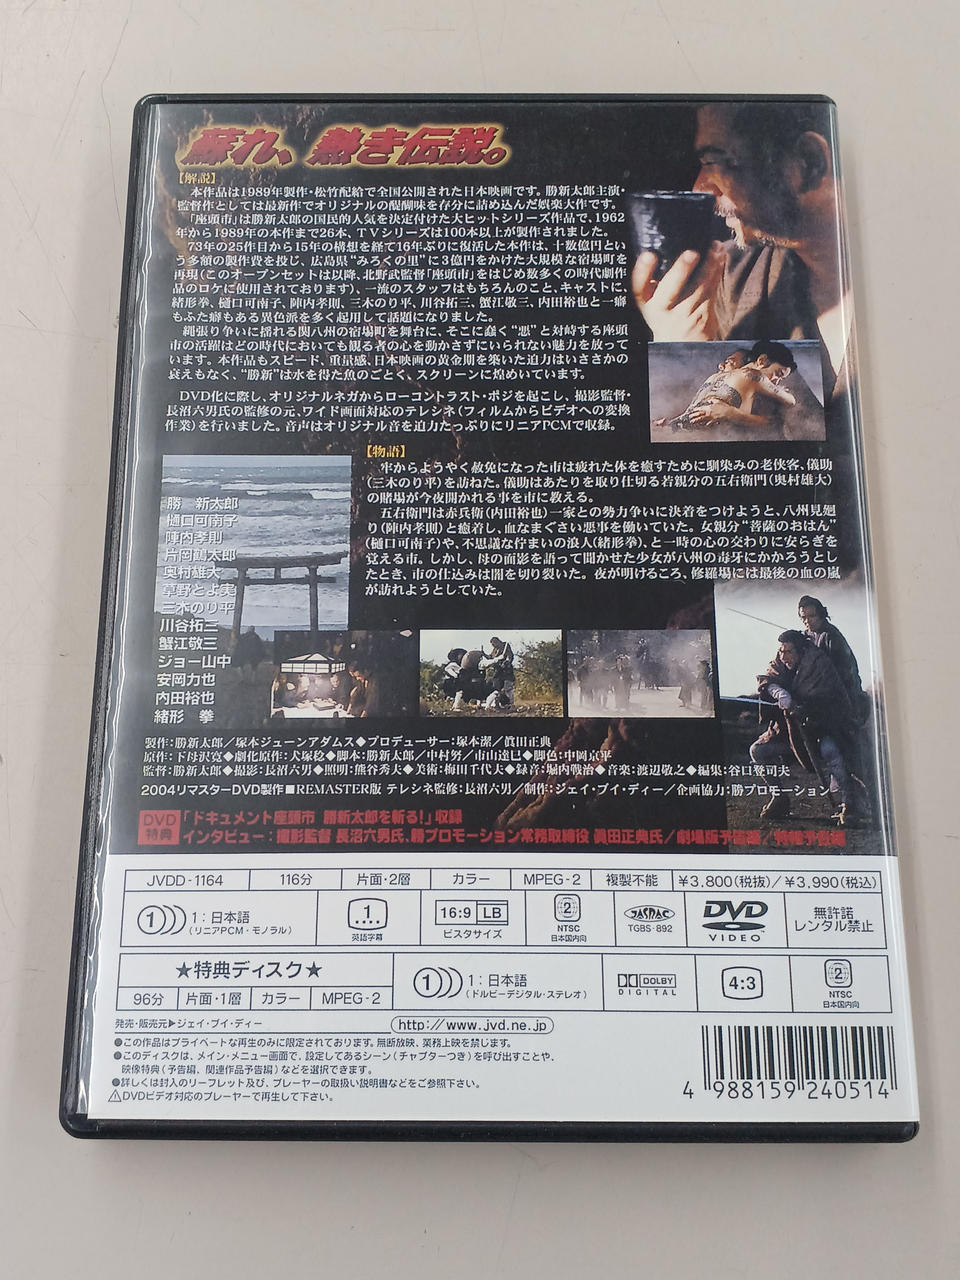 蘇れ、熱き伝説。
【解説】
本作品は1989年製作・松竹配給で全国公開された日本映画です。勝新太郎主演・
監督作としては最新作でオリジナルの醍醐味を存分に詰め込んだ娯楽大作です。
「座頭市」は勝新太郎の国民的人気を決定付けた大ヒットシリーズ作品で、1962
年から1989年の本作まで26本、TVシリーズは100本以上が製作されました。
73年の25作目から15年の構想を経て16年ぶりに復活した本作は、十数億円とい
う多額の製作費を投じ、広島県“みろくの里”に3億円をかけた大規模な宿場町を
再現(このオープンセットは以降、北野武監督「座頭市」をはじめ数多くの時代劇作
品のロケに使用されております)、一流のスタッフはもちろんのこと、キャストに、
緒形拳、樋口可南子、陣内孝則、三木のり平、川谷拓三、蟹江敬三、内田裕也と一癖
もふた癖もある異色派を多く起用して話題になりました。
縄張り争いに揺れる関八州の宿場町を舞台に、そこに蠢く“悪”と対峙する座頭
市の活躍はどの時代においても観る者の心を動かさずにいられない魅力を放って
います。本作品もスピード、重量感、日本映画の黄金期を築いた迫力はいささかの
衰えもなく、“勝新”は水を得た魚のごとく、スクリーンに煌めいています。
DVD化に際し、オリジナルネガからローコントラスト・ポジを起こし、撮影監督・
長沼六男氏の監修の元、ワイド画面対応のテレシネ(フィルムからビデオへの変換
作業)を行いました。音声はオリジナル音を迫力たっぷりにリニアPCMで収録。
【物語】
牢からようやく赦免になった市は疲れた体を癒すために馴染みの老侠客、儀助
(三木のり平)を訪ねた。儀助はあたりを取り仕切る若親分の五右衛門(奥村雄大)
の賭場が今夜開かれる事を市に教える。
五右衛門は赤兵衛(内田裕也)一家との勢力争いに決着をつけようと、八州見廻
り(陣内孝則)と癒着し、血なまぐさい悪事を働いていた。女親分“菩薩のおはん”
(樋口可南子)や、不思議な佇まいの浪人(緒形拳)、と一時の心の交わりに安らぎを
覚える市。しかし、母の面影を語って聞かせた少女が八州の毒牙にかかろうとし
たとき、市の仕込みは闇を切り裂いた。夜が明けるころ、修羅場には最後の血の嵐
が訪れようとしていた。
勝 新太郎
樋口可南子
陣内孝則
片岡鶴太郎
奥村雄大
草野とよ実
三木のり平
川谷拓三
蟹江敬三
ジョー山中
安岡力也
内田裕也
緒形 拳
製作:勝新太郎／塚本ジューンアダムス◆プロデューサー:塚本潔／眞田正典
原作:下母沢寛◆劇化原作:犬塚稔◆脚本:勝新太郎／中村努／市山達巳◆脚色:中岡京平
監督:勝新太郎◆撮影:長沼六男◆照明:熊谷秀夫◆美術:梅田千代夫◆録音:堀内戦治◆音楽:渡辺敬之◆編集:谷口登司夫
2004リマスターDVD製作■REMASTER版 テレシネ監修:長沼六男／制作:ジェイ・ブイ・ディー／企画協力:勝プロモーション
DVD特典
「ドキュメント座頭市 勝新太郎を斬る!」収録
インタビュー:撮影監督 長沼六男氏、勝プロモーション常務取締役 眞田正典氏／劇場版予告編／特報予告編
JVDD-1164 116分 片面・2層 カラー MPEG-2 複製不能 ¥3,800(税抜)／¥3,990(税込)
1 1:日本語 (リニアPCM・モノラル) 1 英語字幕 16:9 LB ビスタサイズ 2 NTSC 日本国内向 JASRAC TGBS-892 DVD VIDEO 無許諾 レンタル禁止
★特典ディスク★
96分 片面・1層 カラー MPEG-2
1 1:日本語 (ドルビーデジタル・ステレオ) DOLBY DIGITAL 4:3 2 NTSC 日本国内向
発売・販売元▶ジェイ・ブイ・ディー http://www.jvd.ne.jp
●この作品はプライベートな再生のみに限定されております。無断放映、業務上映を禁じます。
●このディスクは、メイン・メニュー画面で、設定してあるシーン(チャプターつき)を呼び出すことや、
映像特典(予告編、関連作品予告編)などを選択できます。
●詳しくは封入のリーフレット及び、プレーヤーの取扱い説明書などをご参照下さい。
⚠DVDビデオ対応のプレーヤーで再生して下さい。
4 988159 240514